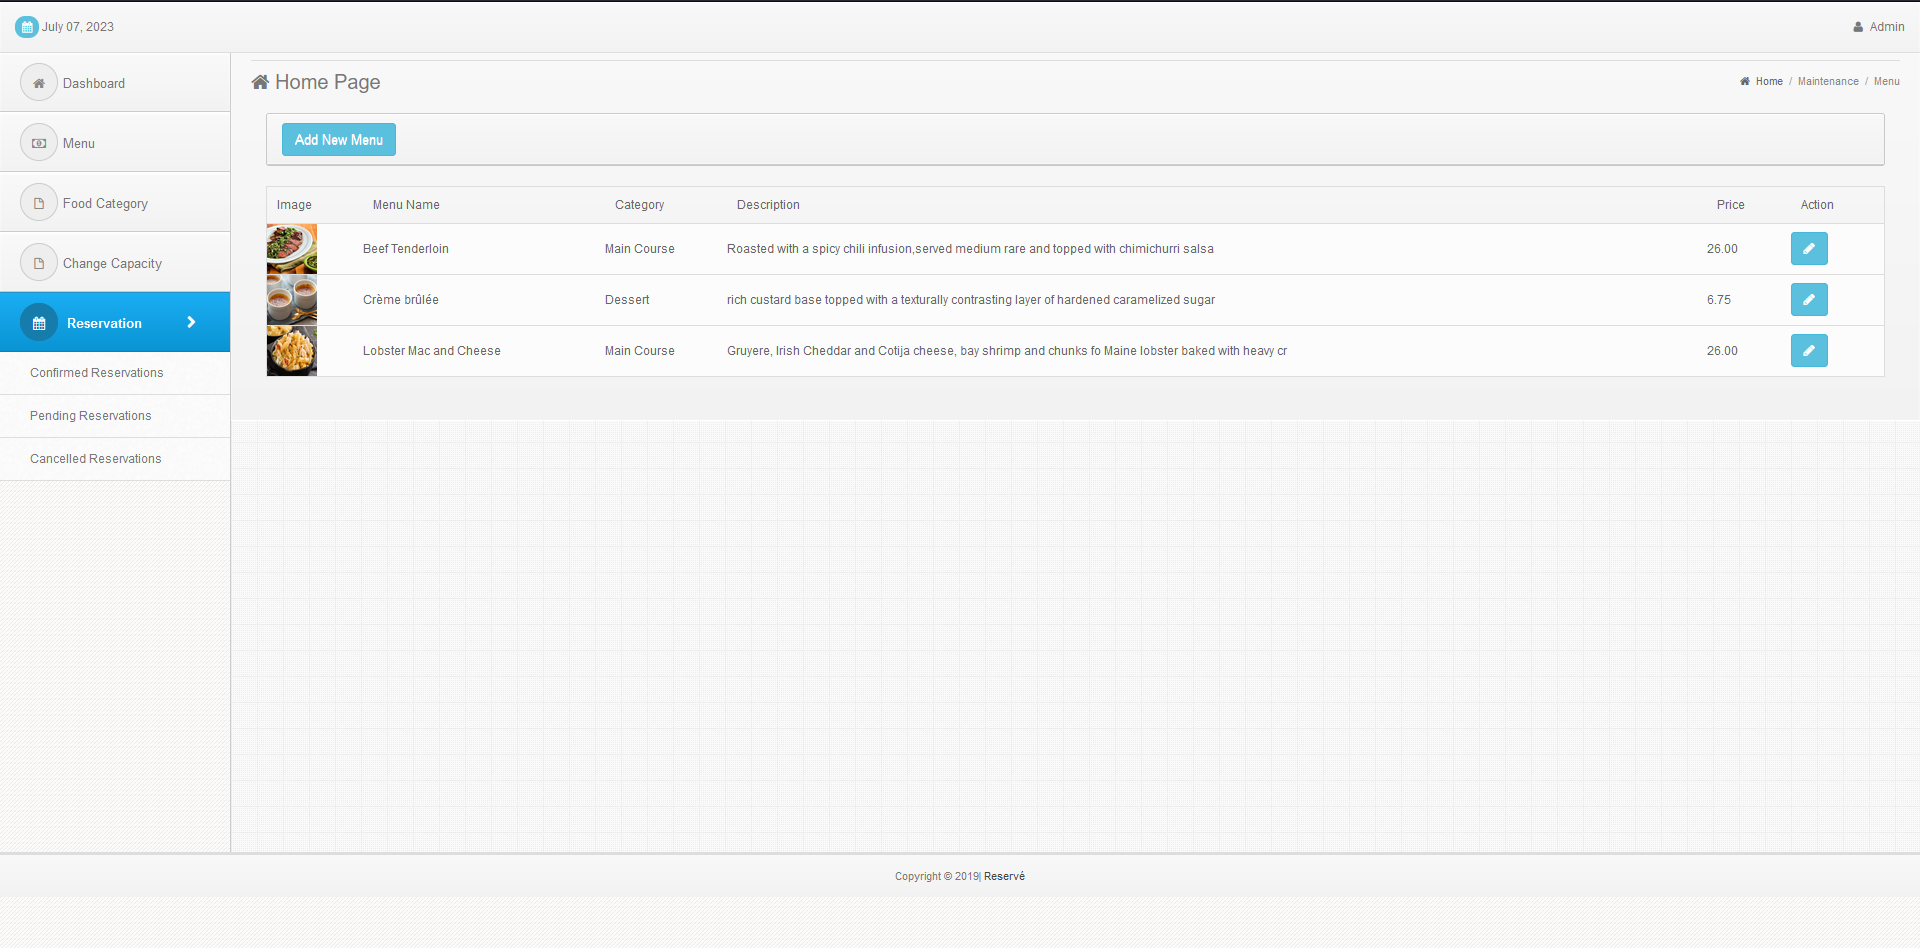 July 07, 2023
Admin
Dashboard
Menu
Food Category
Change Capacity
Reservation
Confirmed Reservations
Pending Reservations
Cancelled Reservations
Home Page
Home / Maintenance / Menu
Add New Menu
Image Menu Name Category Description Price Action
Beef Tenderloin Main Course Roasted with a spicy chili infusion,served medium rare and topped with chimichurri salsa 26.00
Crème brûlée Dessert rich custard base topped with a texturally contrasting layer of hardened caramelized sugar 6.75
Lobster Mac and Cheese Main Course Gruyere, Irish Cheddar and Cotija cheese, bay shrimp and chunks fo Maine lobster baked with heavy cr 26.00
Copyright © 2019| Reservé